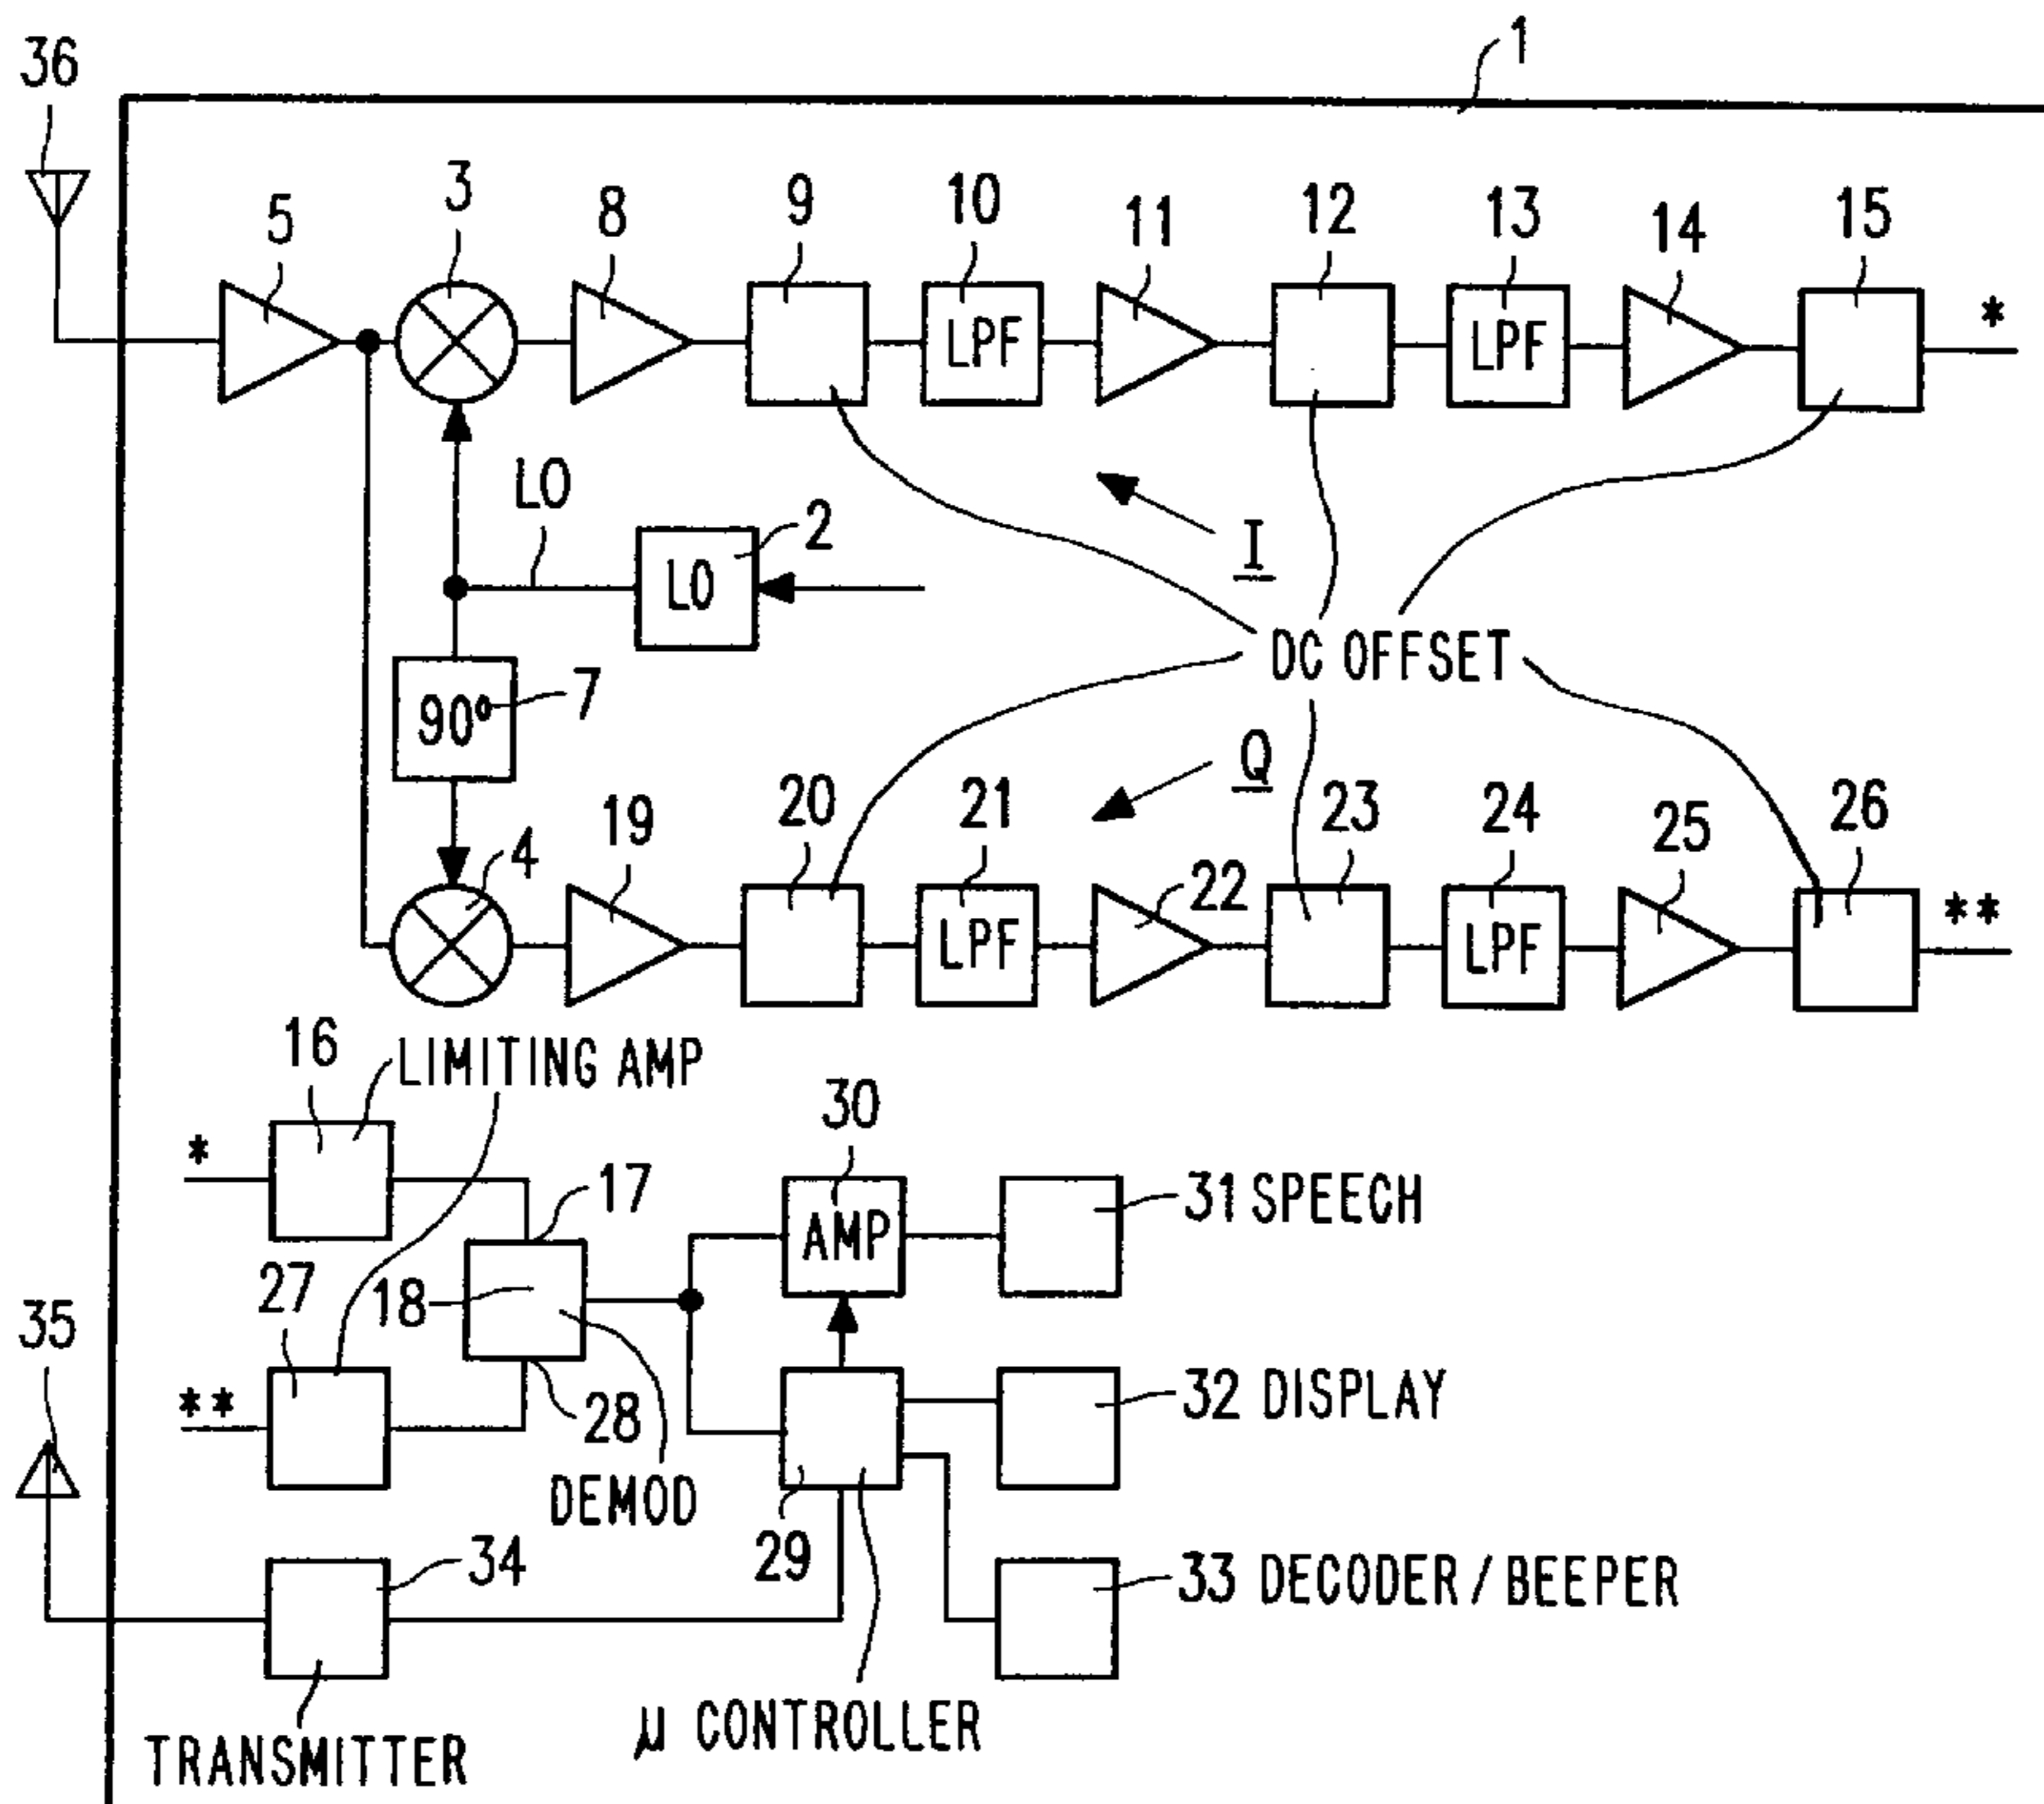 1
36
3
5
8
9
10
11
12
13
14
15
LPF
LPF
*
LO
2
LO
I
DC OFFSET
90°
7
Q
4
19
20
21
22
23
24
25
26
LPF
LPF
**
16
LIMITING AMP
*
30
17
AMP
31 SPEECH
27
18
35
**
28
32 DISPLAY
DEMOD
29
34
33 DECODER/BEEPER
μ CONTROLLER
TRANSMITTER